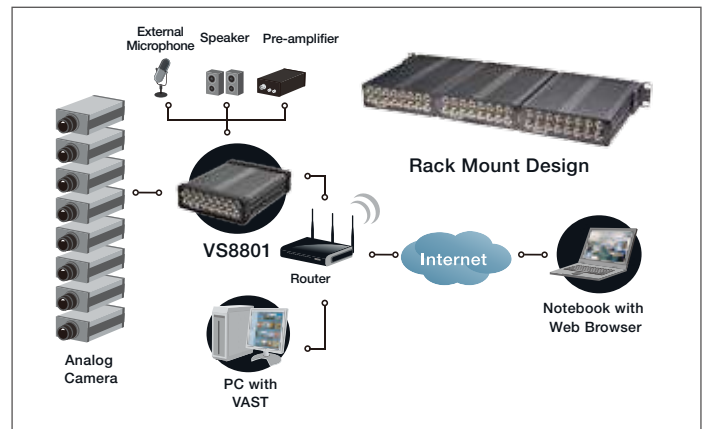 External
Microphone
Speaker
Pre-amplifier
Rack Mount Design
VS8801
Router
Internet
Notebook with
Web Browser
Analog
Camera
PC with
VAST